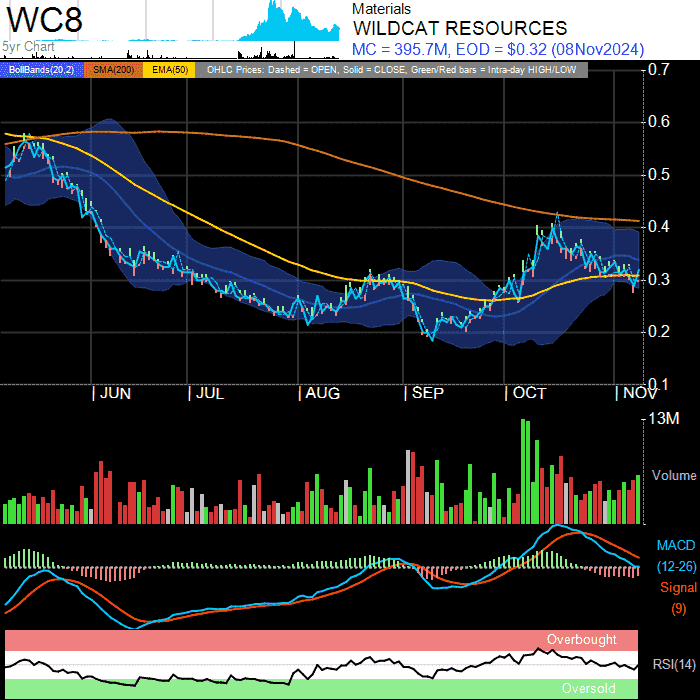 WC8
5yr Chart
Materials
WILDCAT RESOURCES
MC = 395.7M, EOD = $0.32 (08Nov2024)
BollBands(20,2) SMA(200) EMA(50) OHLC Prices: Dashed = OPEN, Solid = CLOSE, Green/Red bars = Intra-day HIGH/LOW
0.7
0.6
0.5
0.4
0.3
0.2
0.1
JUN JUL AUG SEP OCT NOV
13M
Volume
MACD
(12-26)
Signal
(9)
Overbought
RSI(14)
Oversold